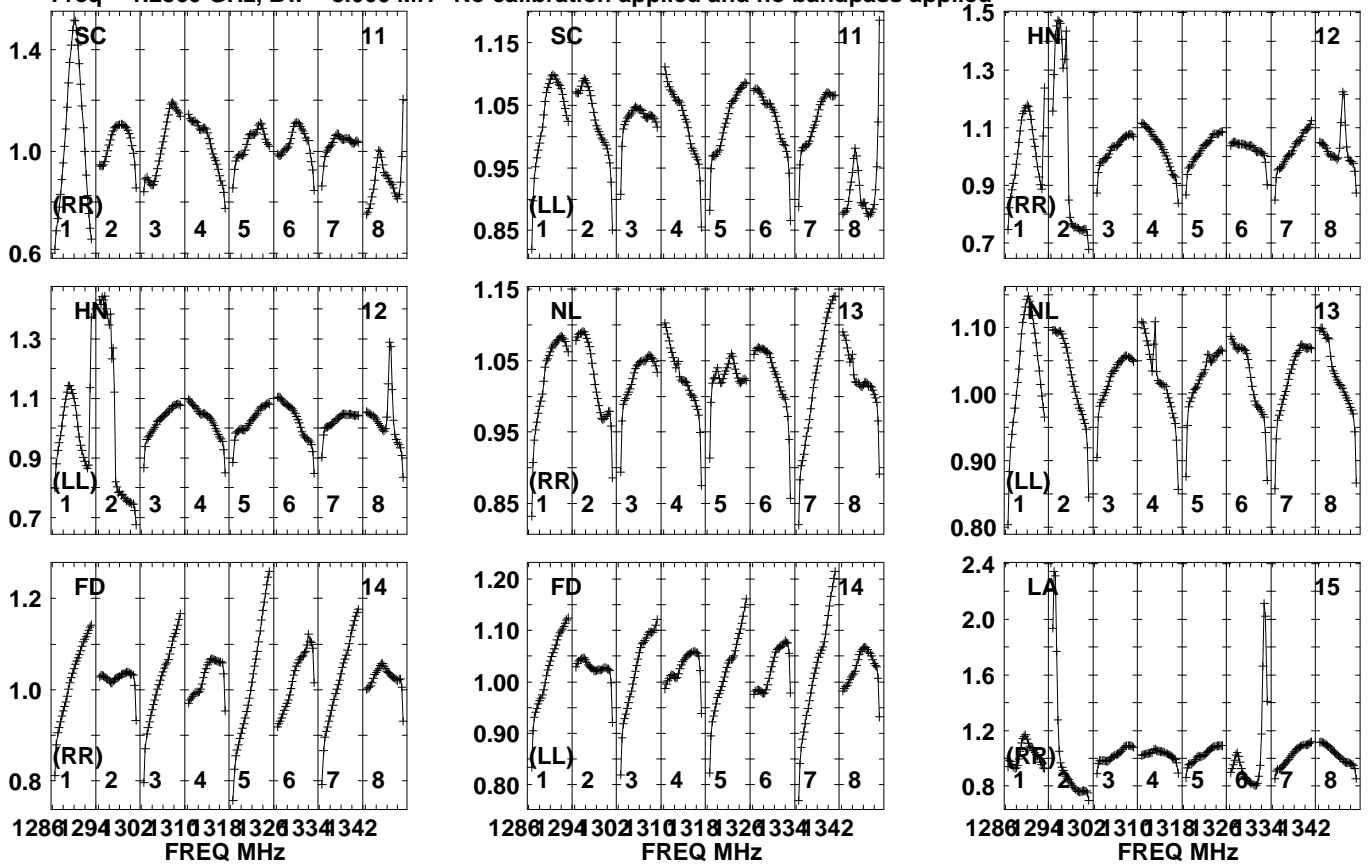 No calibration applied and no bandpass applied
SC 11 SC 11 HN 12
1.4 1.15 1.5
1.3
1.05 1.1
1.0 0.95 0.9
(RR) (LL) (RR)
0.6 0.85 0.7
1 2 3 4 5 6 7 8 1 2 3 4 5 6 7 8 1 2 3 4 5 6 7 8
HN 12 NL 13 NL 13
1.3 1.15 1.10
1.1 1.05 1.00
0.9 0.95 0.90
(LL) (RR) (LL)
0.7 0.85 0.80
1 2 3 4 5 6 7 8 1 2 3 4 5 6 7 8 1 2 3 4 5 6 7 8
FD 14 FD 14 LA 15
1.2 1.20 2.4
1.10 2.0
1.0 1.00 1.6
0.90 1.2
0.8 0.80 0.8
(RR) (LL) (RR)
1 2 3 4 5 6 7 8 1 2 3 4 5 6 7 8 1 2 3 4 5 6 7 8
1286 1294 1302 1310 1318 1326 1334 1342 1286 1294 1302 1310 1318 1326 1334 1342 1286 1294 1302 1310 1318 1326 1334 1342
FREQ MHz FREQ MHz FREQ MHz